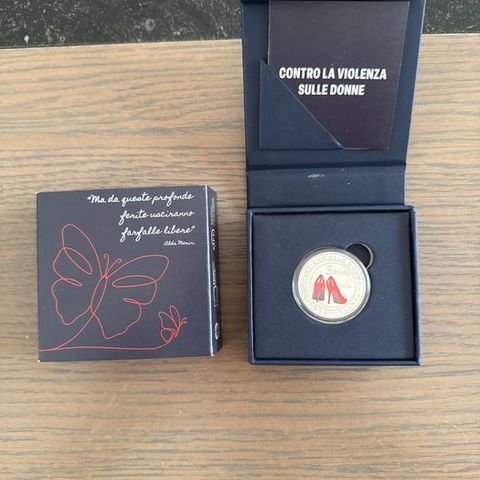 "Ma da queste profonde
ferite usciranno
farfalle libere"
Alda Merini
CONTRO LA VIOLENZA
SULLE DONNE